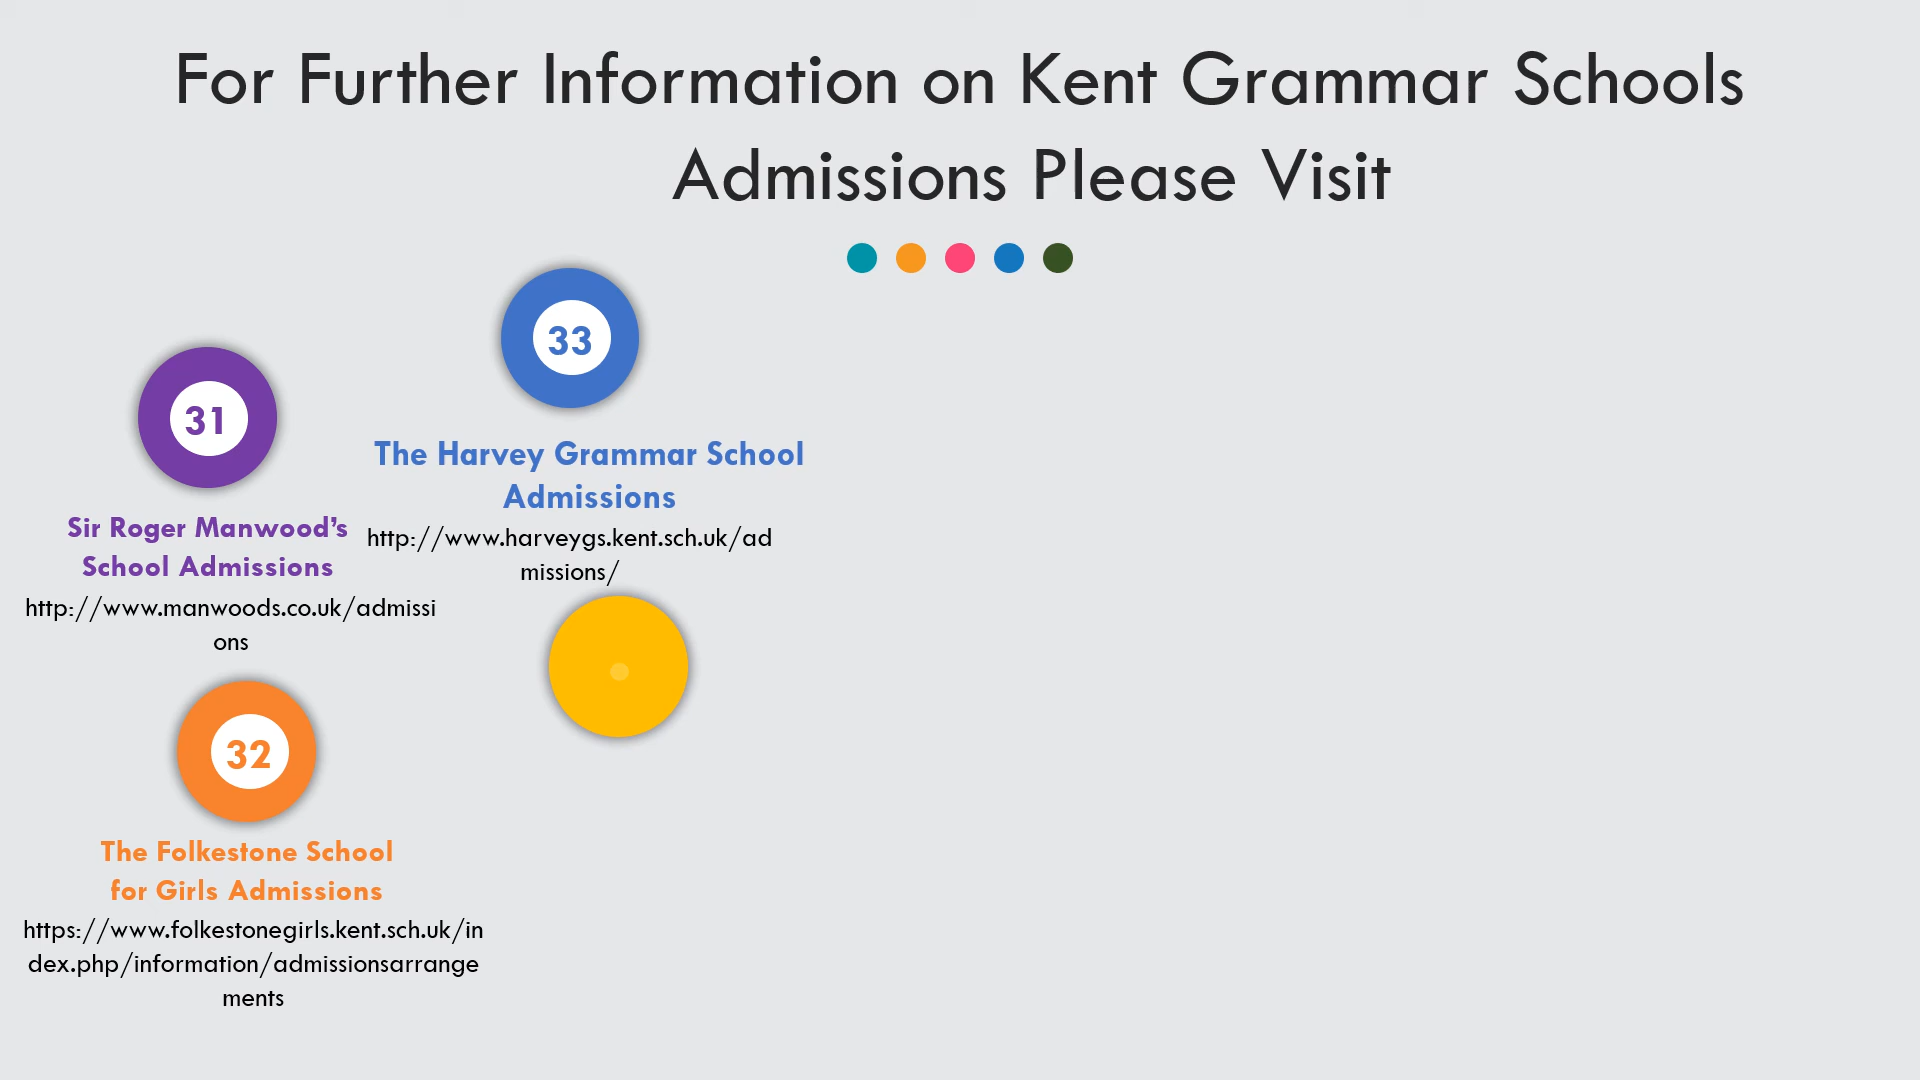 For Further Information on Kent Grammar Schools
Admissions Please Visit
31
Sir Roger Manwood’s
School Admissions
http://www.manwoods.co.uk/admissi
ons
32
The Folkestone School
for Girls Admissions
https://www.folkestonegirls.kent.sch.uk/in
dex.php/information/admissionsarrange
ments
33
The Harvey Grammar School
Admissions
http://www.harveygs.kent.sch.uk/ad
missions/